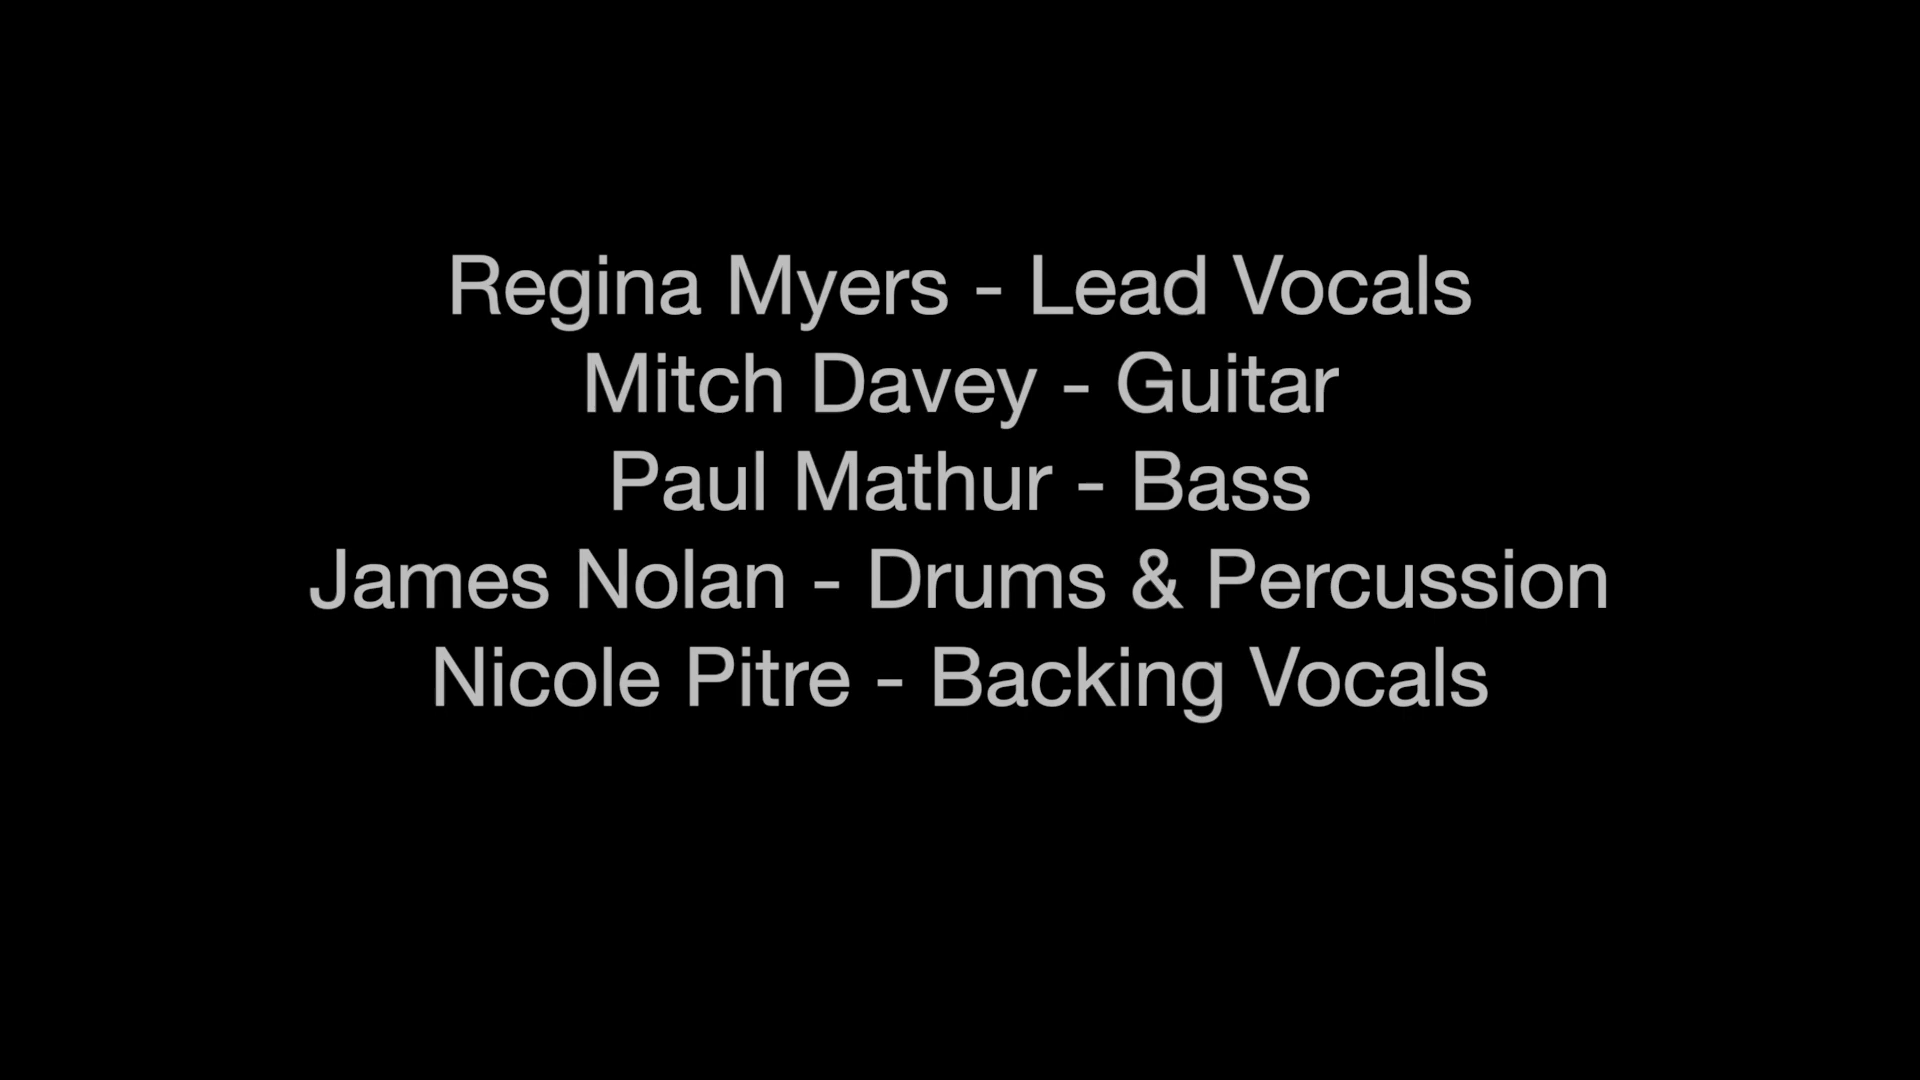 Regina Myers - Lead Vocals
Mitch Davey - Guitar
Paul Mathur - Bass
James Nolan - Drums & Percussion
Nicole Pitre - Backing Vocals